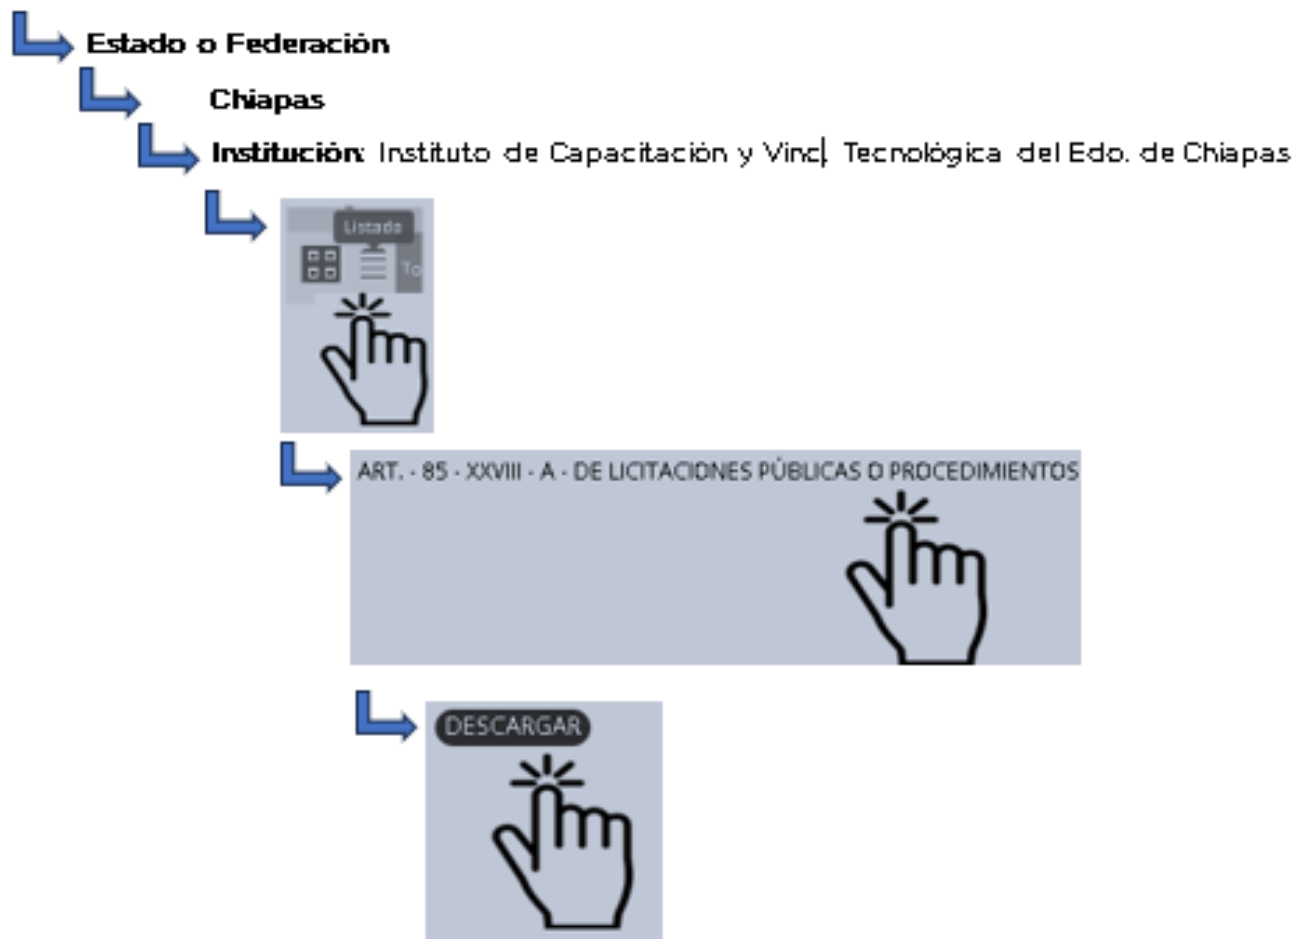 Estado o Federación
Chiapas
Institución: Instituto de Capacitación y Vinc. Tecnológica del Edo. de Chiapas
Listado
To
ART. - 85 - XXVIII - A - DE LICITACIONES PÚBLICAS O PROCEDIMIENTOS
DESCARGAR